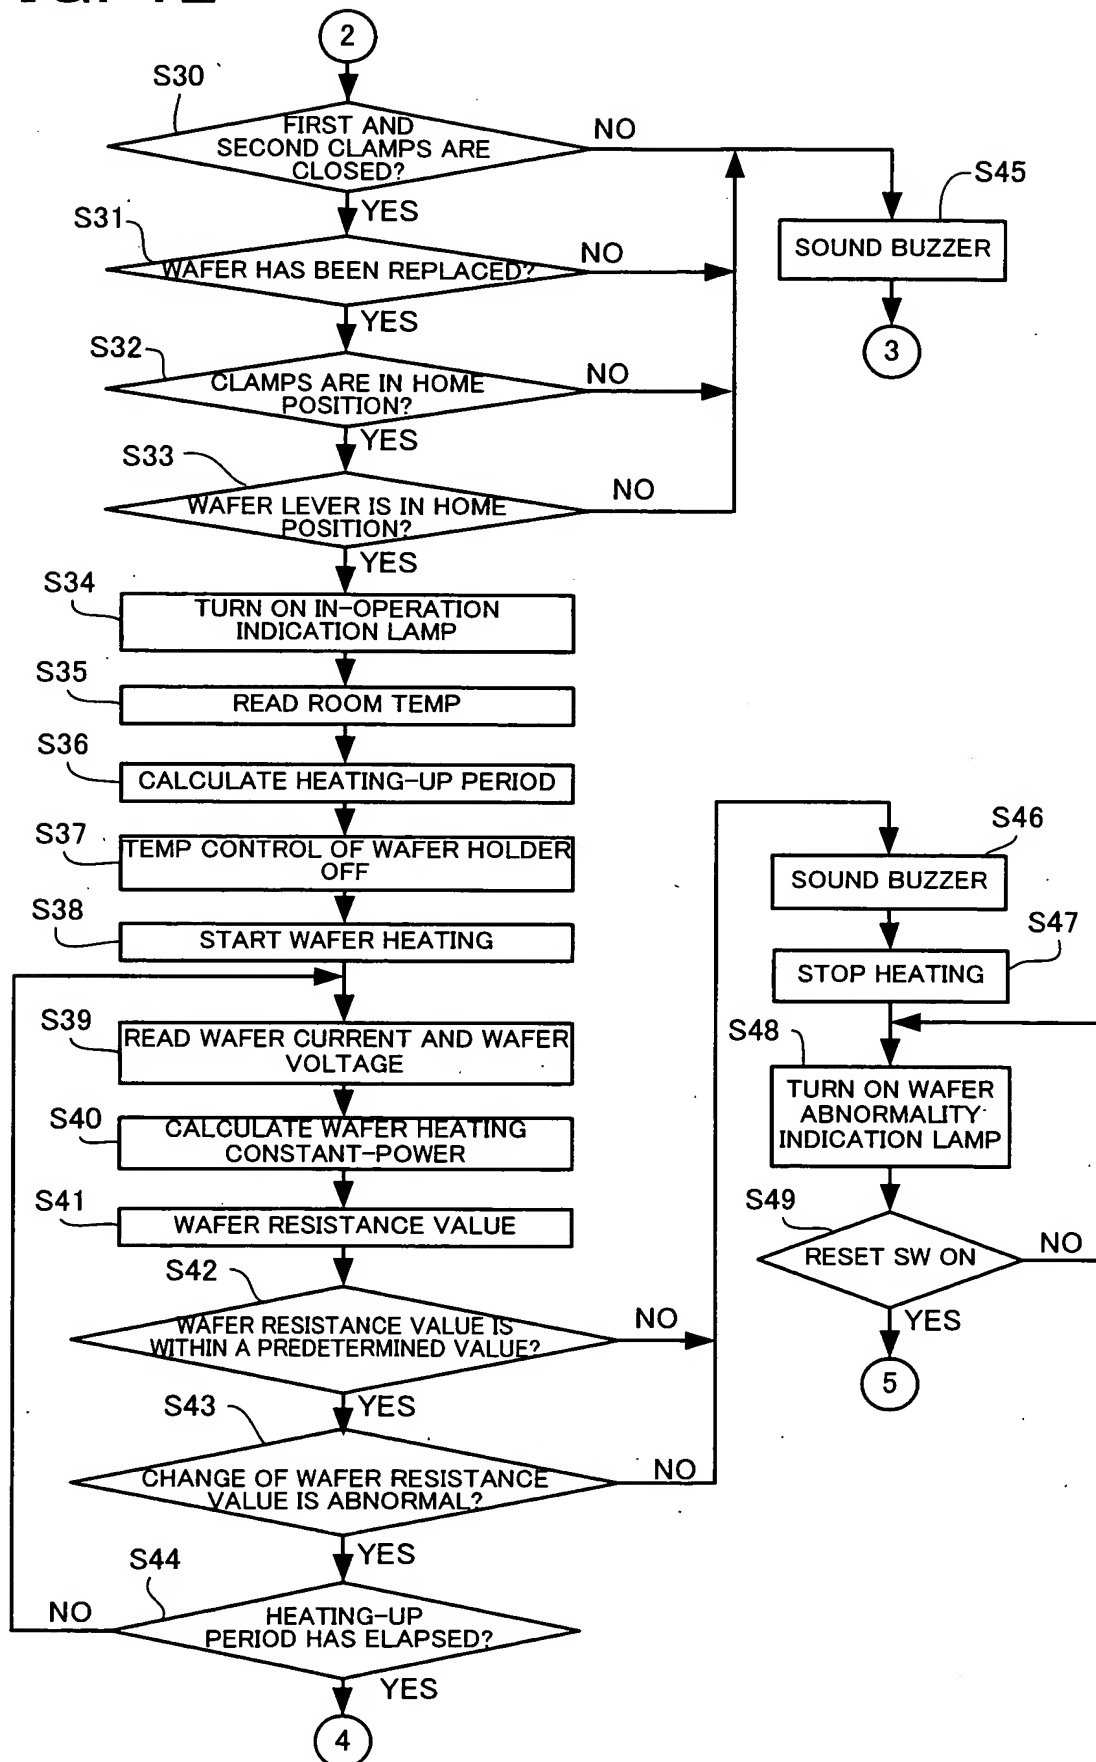 2
S30
FIRST AND
SECOND CLAMPS ARE
CLOSED?
NO
YES
S45
SOUND BUZZER
3
S31
WAFER HAS BEEN REPLACED?
NO
YES
S32
CLAMPS ARE IN HOME
POSITION?
NO
YES
S33
WAFER LEVER IS IN HOME
POSITION?
NO
YES
S34
TURN ON IN-OPERATION
INDICATION LAMP
S35
READ ROOM TEMP
S36
CALCULATE HEATING-UP PERIOD
S37
TEMP CONTROL OF WAFER HOLDER
OFF
S38
START WAFER HEATING
S39
READ WAFER CURRENT AND WAFER
VOLTAGE
S40
CALCULATE WAFER HEATING
CONSTANT-POWER
S41
WAFER RESISTANCE VALUE
S42
WAFER RESISTANCE VALUE IS
WITHIN A PREDETERMINED VALUE?
NO
YES
S43
CHANGE OF WAFER RESISTANCE
VALUE IS ABNORMAL?
NO
YES
S44
HEATING-UP
PERIOD HAS ELAPSED?
NO
YES
4
S46
SOUND BUZZER
S47
STOP HEATING
S48
TURN ON WAFER
ABNORMALITY
INDICATION LAMP
S49
RESET SW ON
NO
YES
5